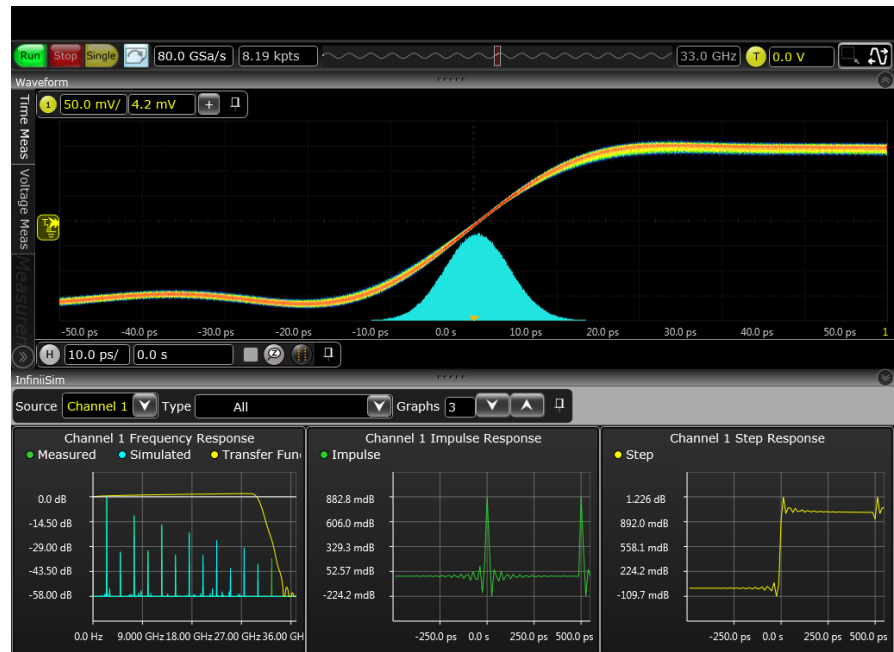 Run Stop Single 80.0 GSa/s 8.19 kpts 33.0 GHz T 0.0 V
Waveform
Time Meas
Voltage Meas
1 50.0 mV/ 4.2 mV +
T
-50.0 ps -40.0 ps -30.0 ps -20.0 ps -10.0 ps 0.0 s 10.0 ps 20.0 ps 30.0 ps 40.0 ps 50.0 ps 1
H 10.0 ps/ 0.0 s Z
InfiniiSim
Source Channel 1 Type All Graphs 3
Channel 1 Frequency Response
Measured Simulated Transfer Fun
0.0 dB
-14.50 dB
-29.00 dB
-43.50 dB
-58.00 dB
0.0 Hz 9.000 GHz 18.00 GHz 27.00 GHz 36.00 GH
Channel 1 Impulse Response
Impulse
882.8 mdB
606.0 mdB
329.3 mdB
52.57 mdB
-224.2 mdB
-250.0 ps 0.0 s 250.0 ps 500.0 ps
Channel 1 Step Response
Step
1.226 dB
892.0 mdB
558.1 mdB
224.2 mdB
-109.7 mdB
-250.0 ps 0.0 s 250.0 ps 500.0 ps